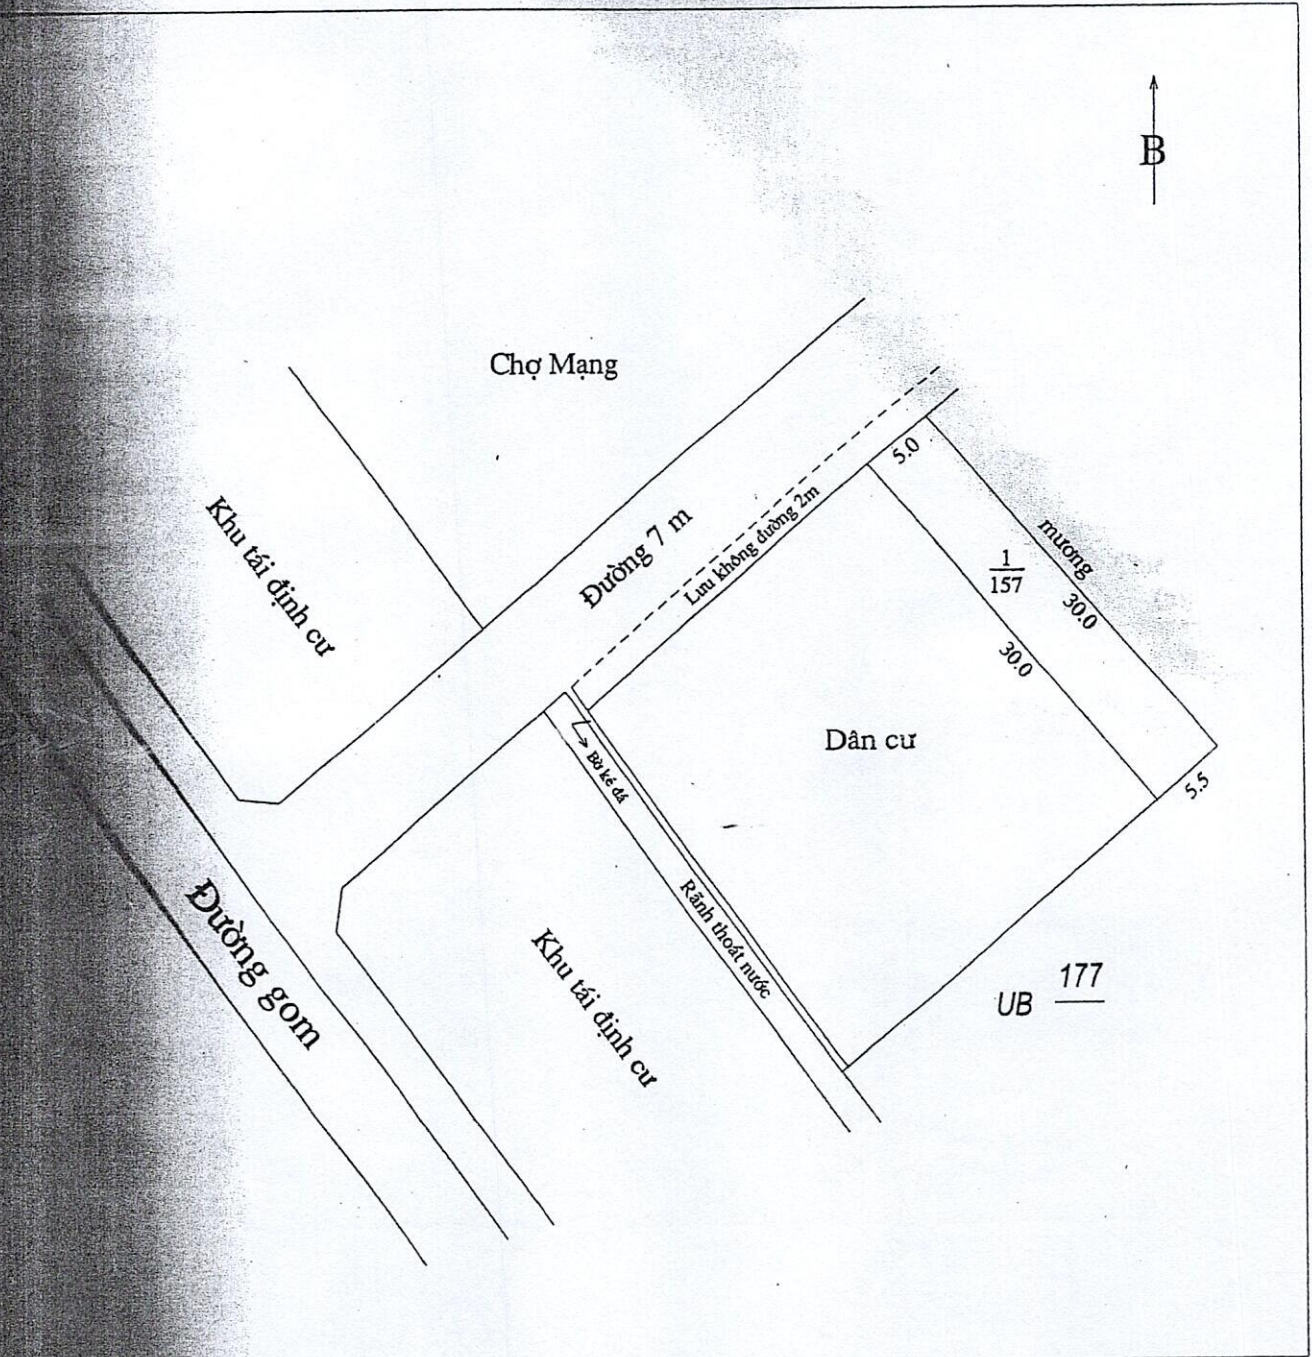 B
Chợ Mạng
5.0
Khu tái định cư
Đường 7 m
Lưu không đường 2m
mương
1
157
30.0
30.0
Dân cư
Bờ kè đá
5.5
Rãnh thoát nước
Đường gom
Khu tái định cư
177
UB